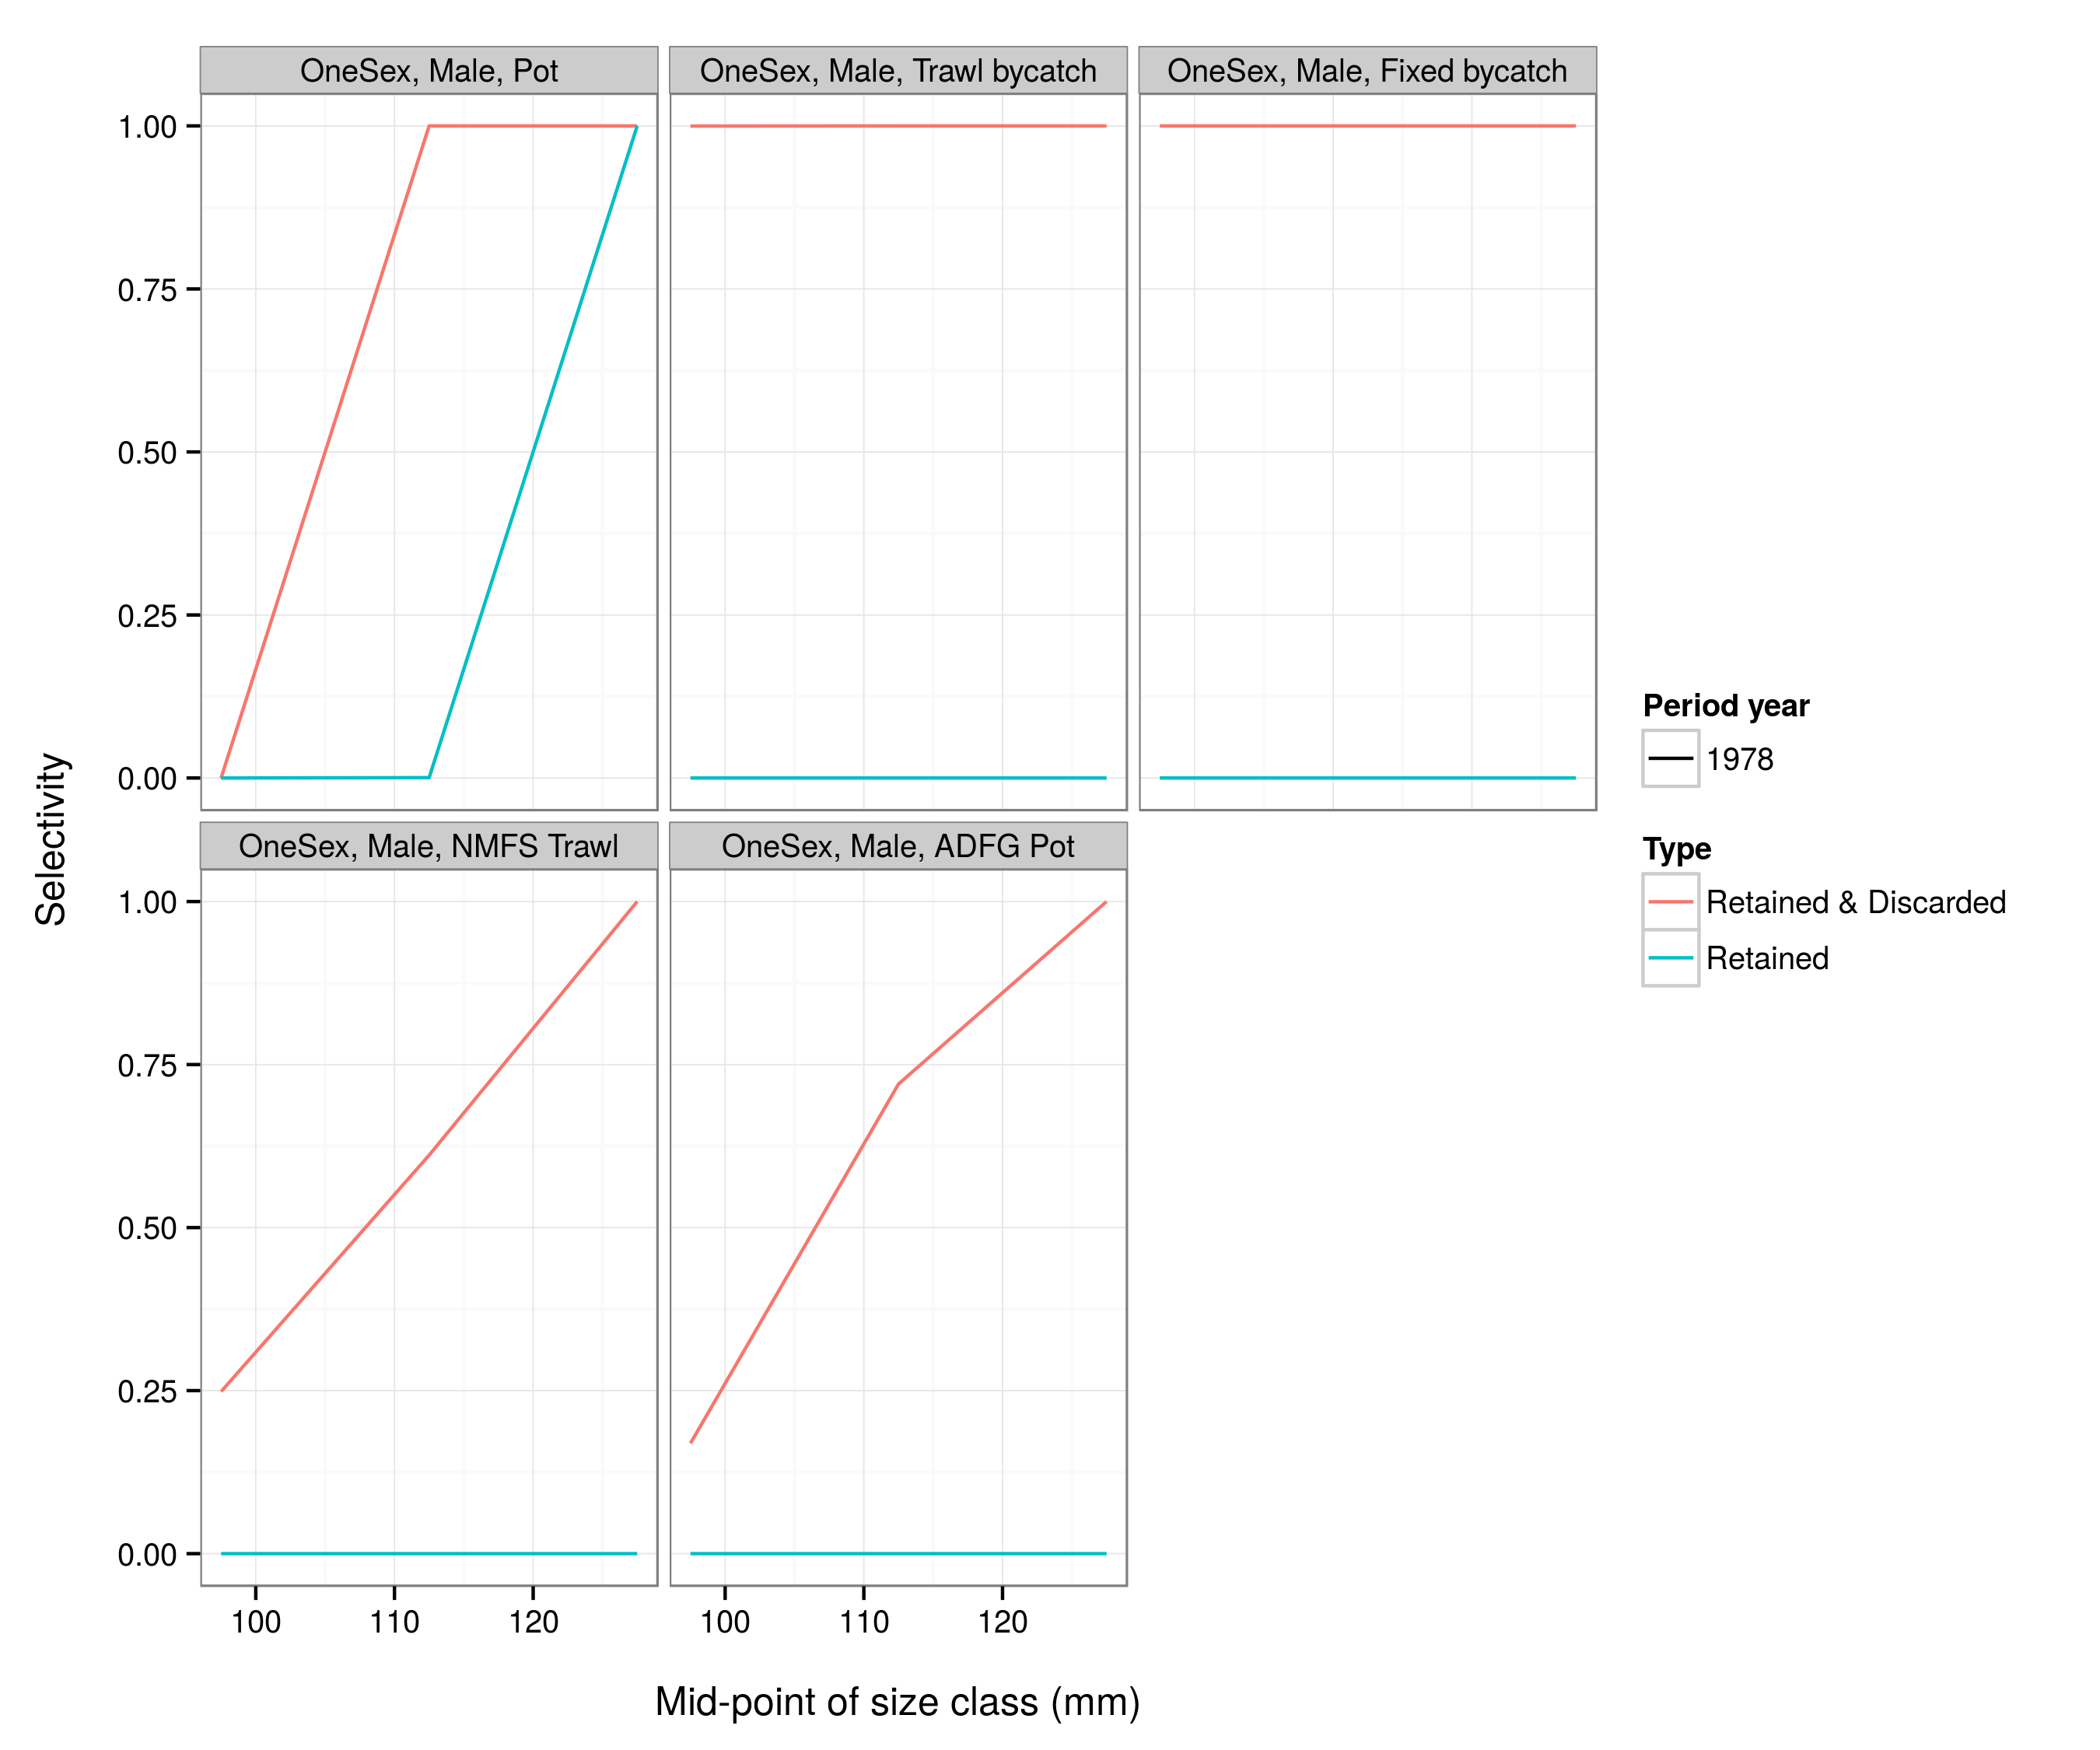 OneSex, Male, Pot
OneSex, Male, Trawl bycatch
OneSex, Male, Fixed bycatch
1.00
0.75
0.50
0.25
0.00
OneSex, Male, NMFS Trawl
OneSex, Male, ADFG Pot
1.00
0.75
0.50
0.25
0.00
100
110
120
100
110
120
Selectivity
Mid-point of size class (mm)
Period year
1978
Type
Retained & Discarded
Retained